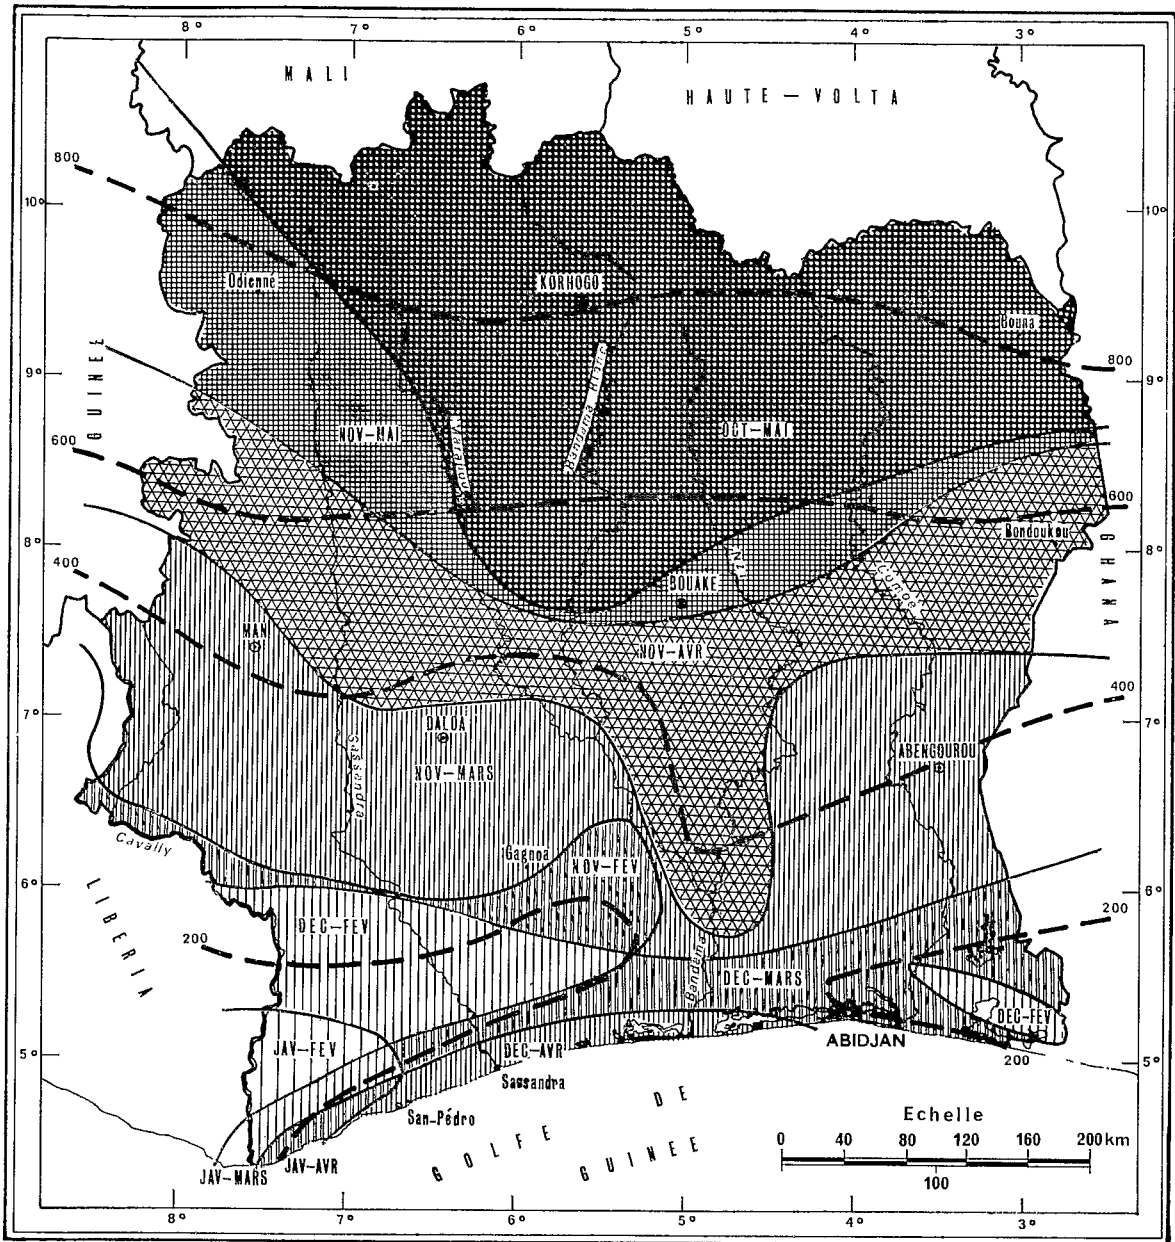 8° 7° 6° 5° 4° 3°
MALI
HAUTE — VOLTA
800
10°
10°
Odienné
KORHOGO
Bouna
GUINEE
800
9°
9°
Bandama
NOV-MAI
OCT-MAI
600
600
Bondoukou
8°
8°
400
BOUAKE
N'Zi
Comoé
GHANA
MAN
NOV-AVR
400
7°
7°
DALOA
ABENGOUROU
NOV-MARS
Sassandra
Cavally
Gagnoa
NOV-FEV
6°
6°
LIBERIA
DEC-FEV
200
200
Bandama
DEC-MARS
DEC-FEV
JAV-FEV
DEC-AVR
ABIDJAN
5°
5°
200
Sassandra
San-Pédro
JAV-AVR
JAV-MARS
GOLFE DE GUINEE
Echelle
0 40 80 120 160 200km
100
8° 7° 6° 5° 4° 3°